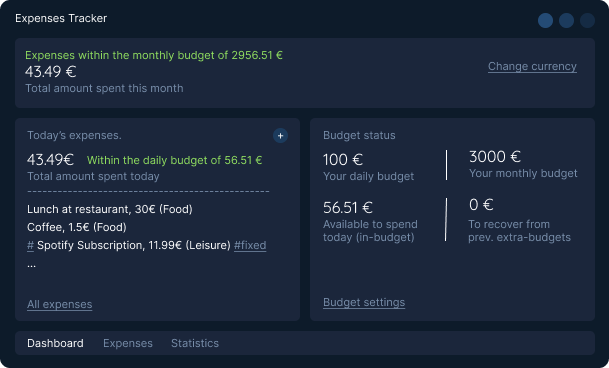 Expenses Tracker
Expenses within the monthly budget of 2956.51 €
43.49 €
Total amount spent this month
Change currency
Today's expenses.
+
43.49€ Within the daily budget of 56.51 €
Total amount spent today
--------------------------------------------
Lunch at restaurant, 30€ (Food)
Coffee, 1.5€ (Food)
# Spotify Subscription, 11.99€ (Leisure) #fixed
...
All expenses
Budget status
100 €
Your daily budget
3000 €
Your monthly budget
56.51 €
Available to spend
today (in-budget)
0 €
To recover from
prev. extra-budgets
Budget settings
Dashboard Expenses Statistics